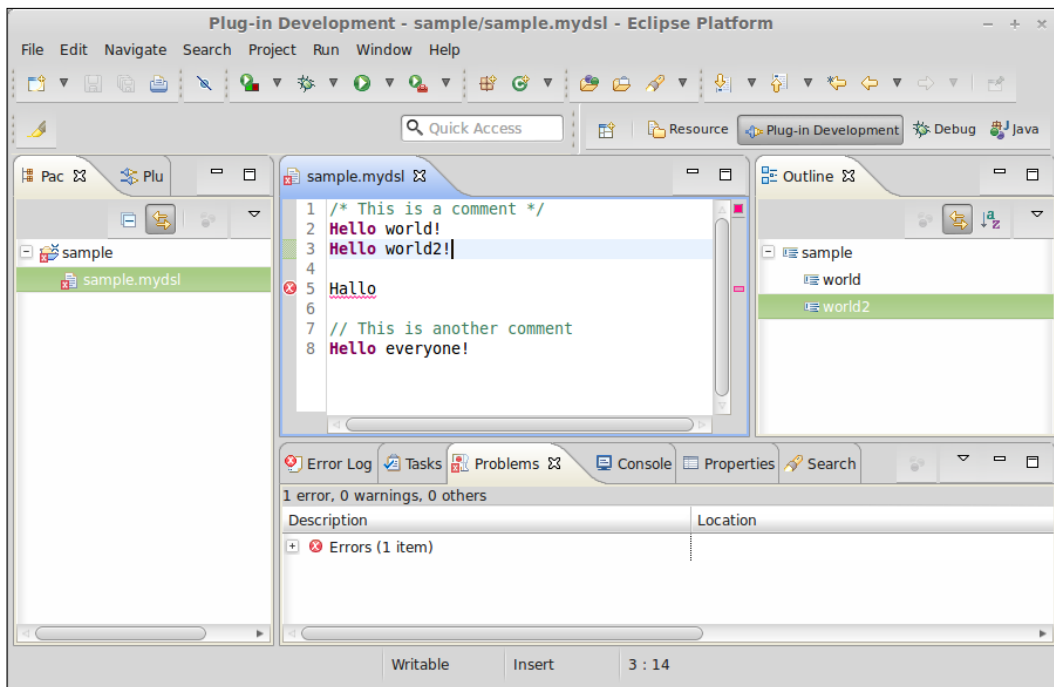 Plug-in Development - sample/sample.mydsl - Eclipse Platform
File Edit Navigate Search Project Run Window Help
Quick Access
Resource Plug-in Development Debug Java
Pac Plu
sample.mydsl
Outline
1 /* This is a comment */
2 Hello world!
3 Hello world2!
4
5 Hallo
6
7 // This is another comment
8 Hello everyone!
sample
sample.mydsl
sample
world
world2
Error Log Tasks Problems Console Properties Search
1 error, 0 warnings, 0 others
Description Location
Errors (1 item)
Writable Insert 3 : 14